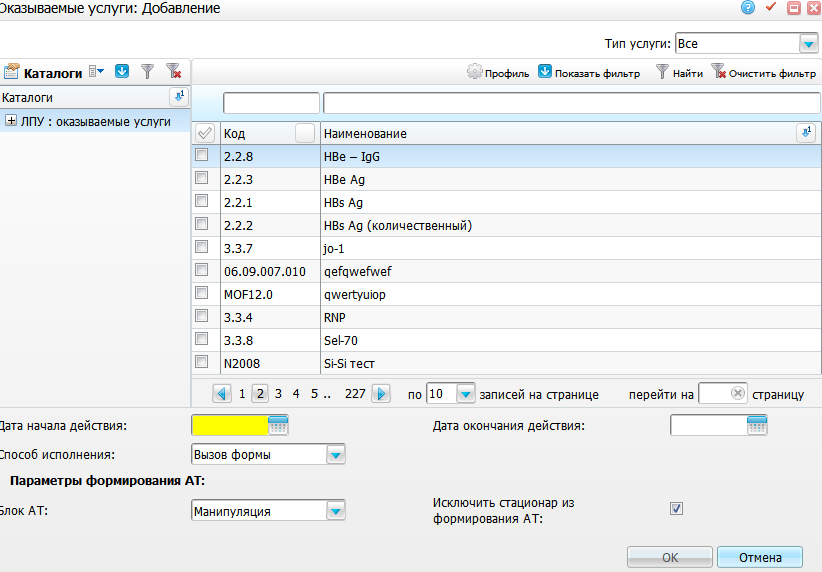 Оказываемые услуги: Добавление
Тип услуги: Все
Каталоги
Профиль Показать фильтр Найти Очистить фильтр
Каталоги
ЛПУ : оказываемые услуги
Код Наименование
2.2.8 HBe – IgG
2.2.3 HBe Ag
2.2.1 HBs Ag
2.2.2 HBs Ag (количественный)
3.3.7 jo-1
06.09.007.010 qefqwefwef
MOF12.0 qwertyuiop
3.3.4 RNP
3.3.8 Sel-70
N2008 Si-Si тест
1 2 3 4 5 .. 227 по 10 записей на странице перейти на страницу
Дата начала действия: Дата окончания действия:
Способ исполнения: Вызов формы
Параметры формирования АТ:
Блок АТ: Манипуляция
Исключить стационар из
формирования АТ:
ОК Отмена